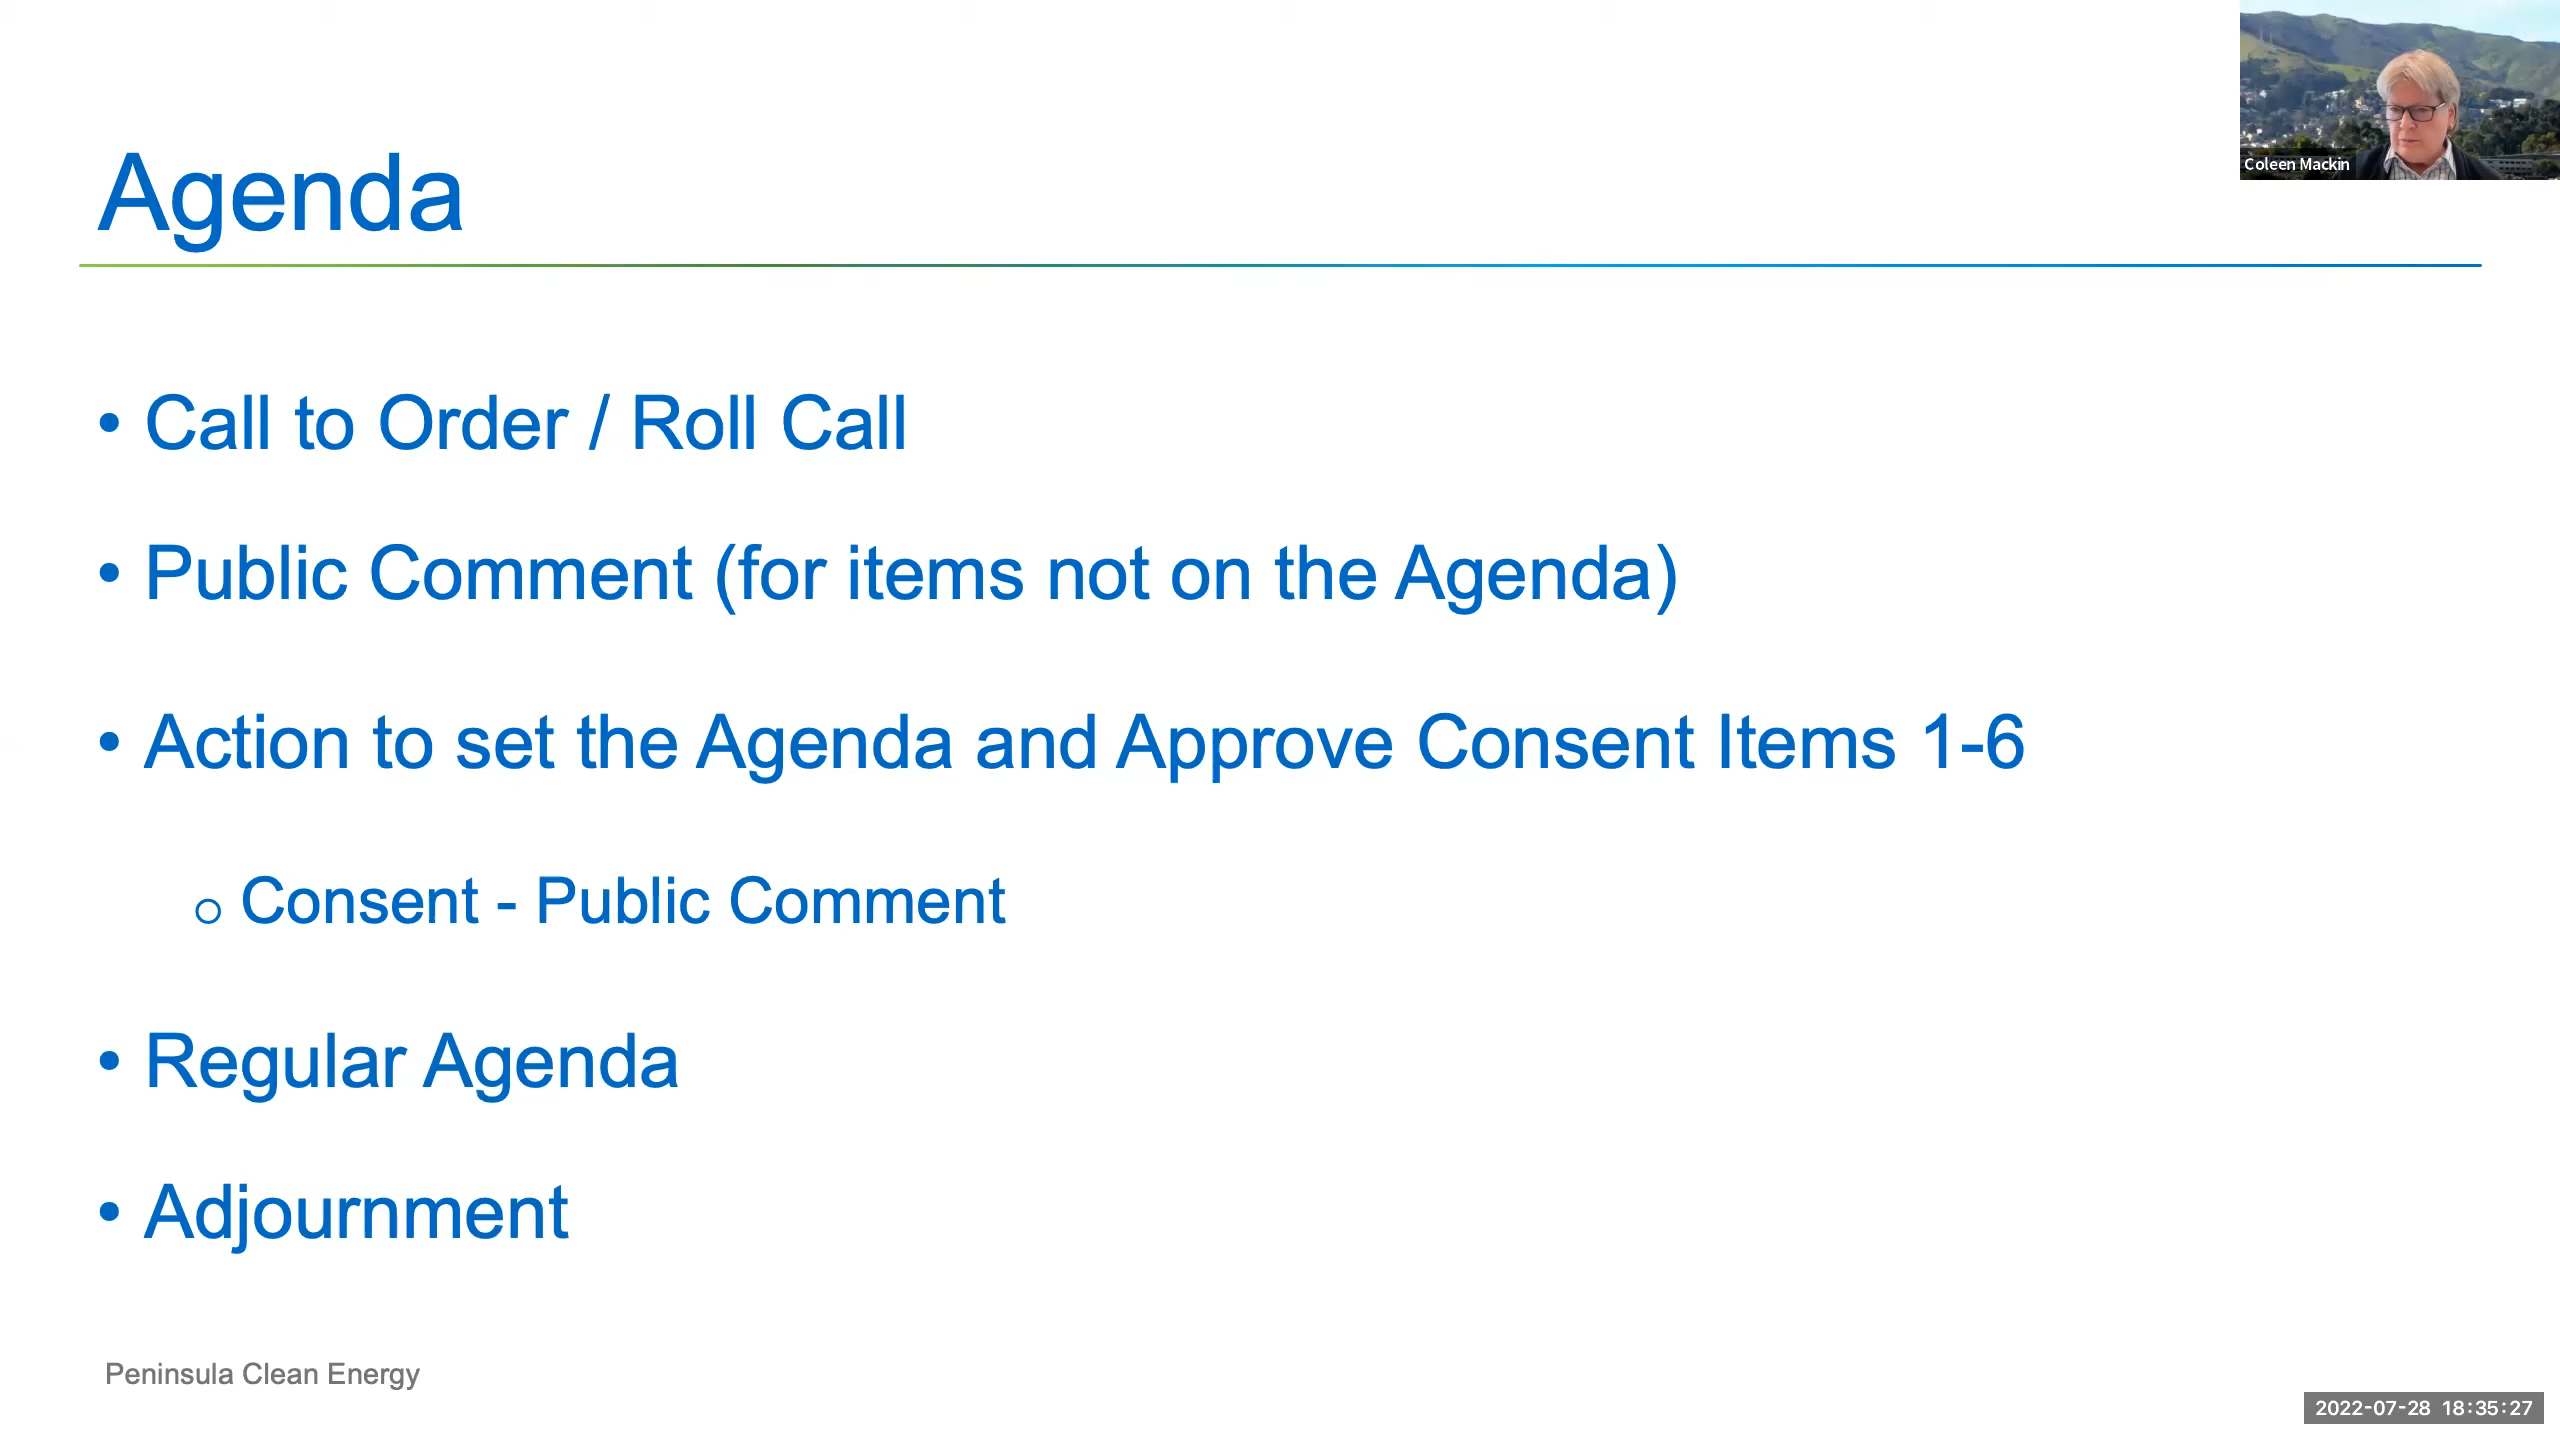 Coleen Mackin
Agenda
• Call to Order / Roll Call
• Public Comment (for items not on the Agenda)
• Action to set the Agenda and Approve Consent Items 1-6
o Consent - Public Comment
• Regular Agenda
• Adjournment
Peninsula Clean Energy
2022-07-28 18:35:27